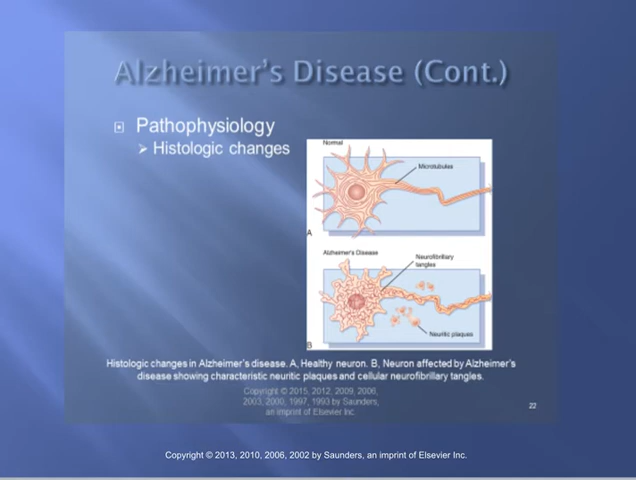 Alzheimer's Disease (Cont.)
Pathophysiology
Histologic changes
Normal
Microtubules
A
Alzheimer's Disease
Neurofibrillary
tangles
Neuritic plaques
B
Histologic changes in Alzheimer's disease. A, Healthy neuron. B, Neuron affected by Alzheimer's
disease showing characteristic neuritic plaques and cellular neurofibrillary tangles.
Copyright © 2015, 2012, 2009, 2006,
2003, 2000, 1997, 1993 by Saunders,
an imprint of Elsevier Inc.
22
Copyright © 2013, 2010, 2006, 2002 by Saunders, an imprint of Elsevier Inc.